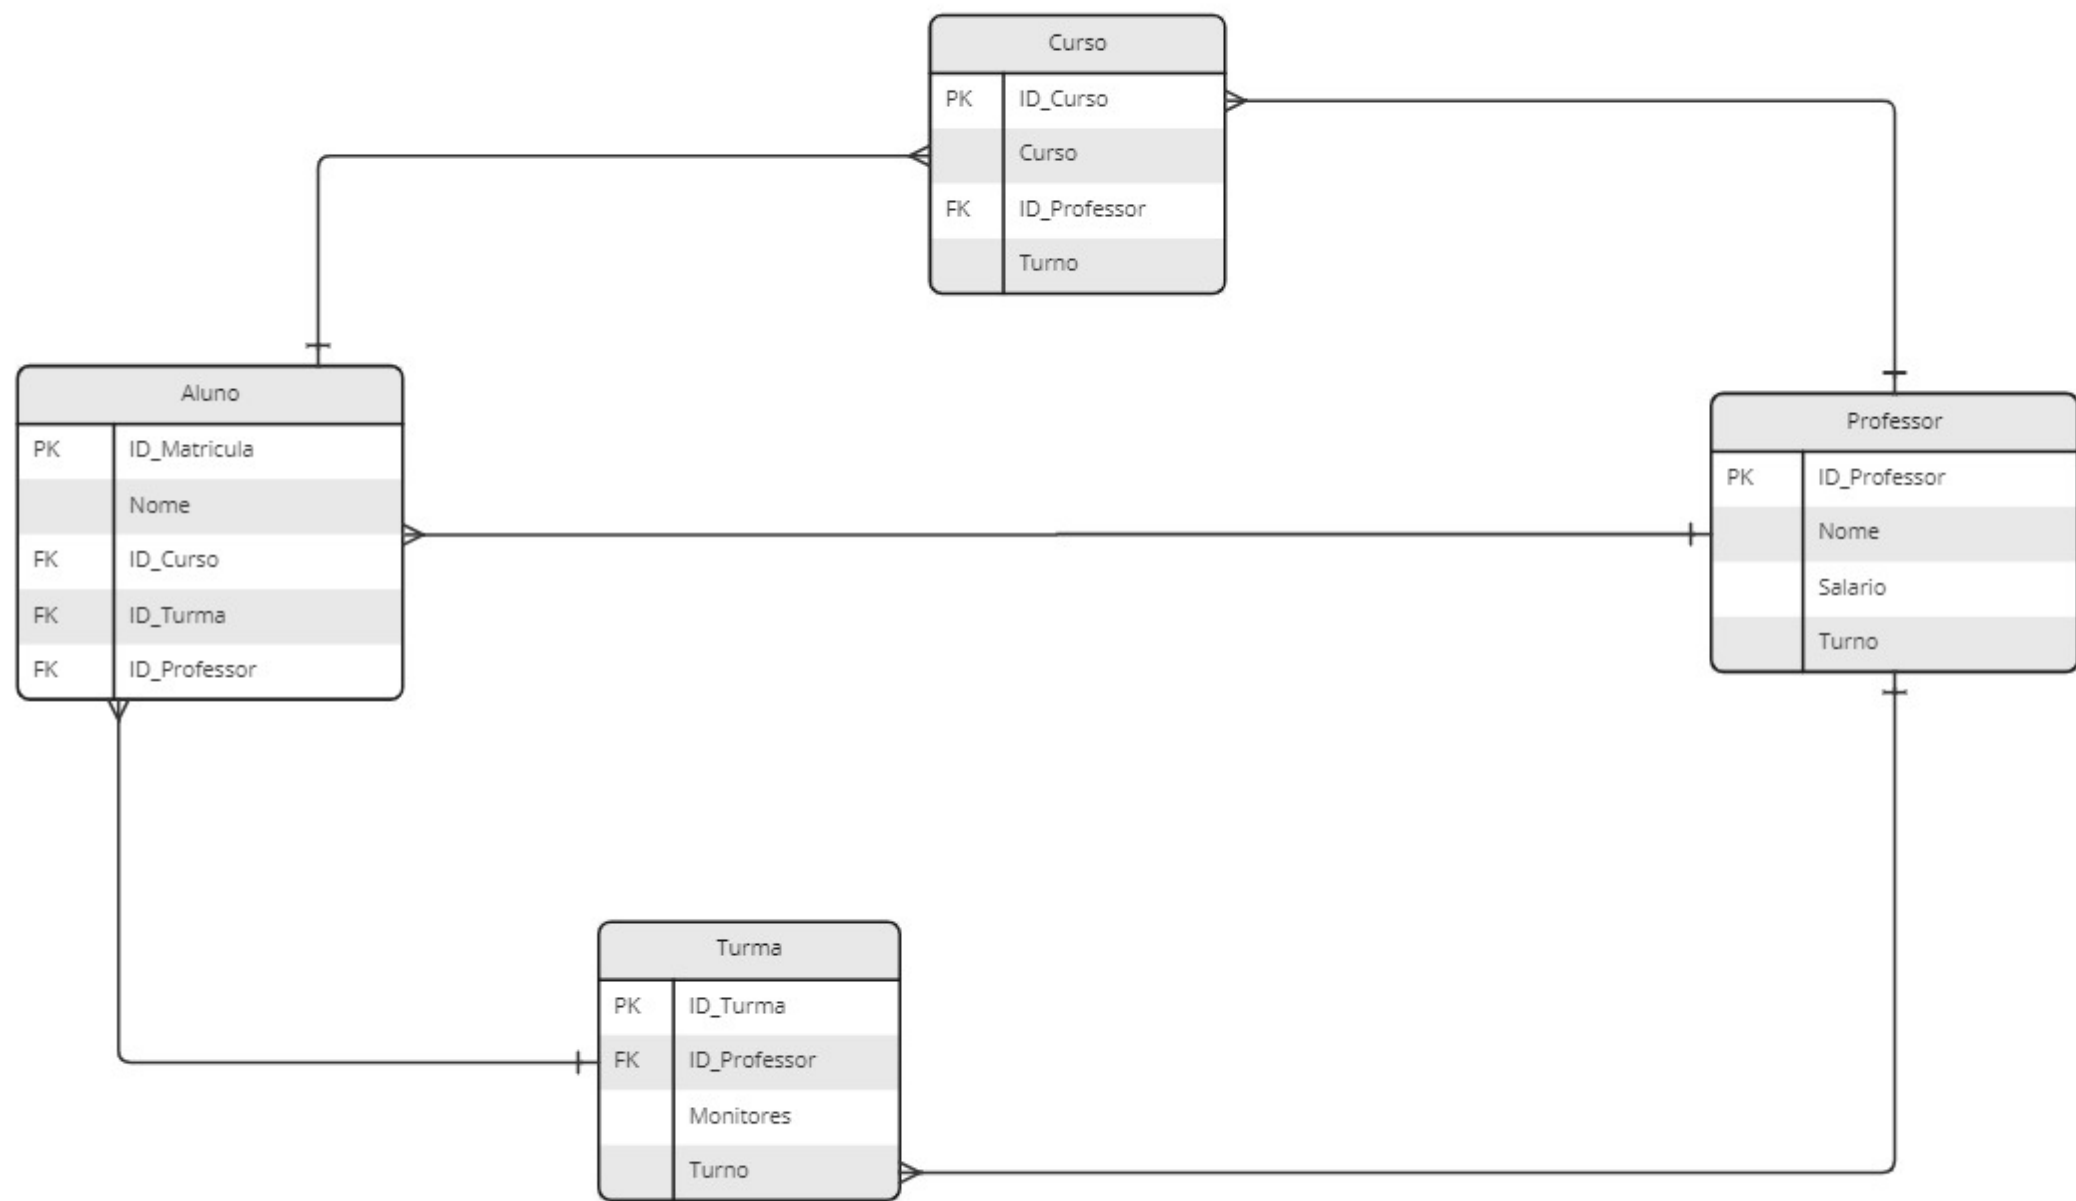 Curso
PK ID_Curso
Curso
FK ID_Professor
Turno
Aluno
PK ID_Matricula
Nome
FK ID_Curso
FK ID_Turma
FK ID_Professor
Professor
PK ID_Professor
Nome
Salario
Turno
Turma
PK ID_Turma
FK ID_Professor
Monitores
Turno